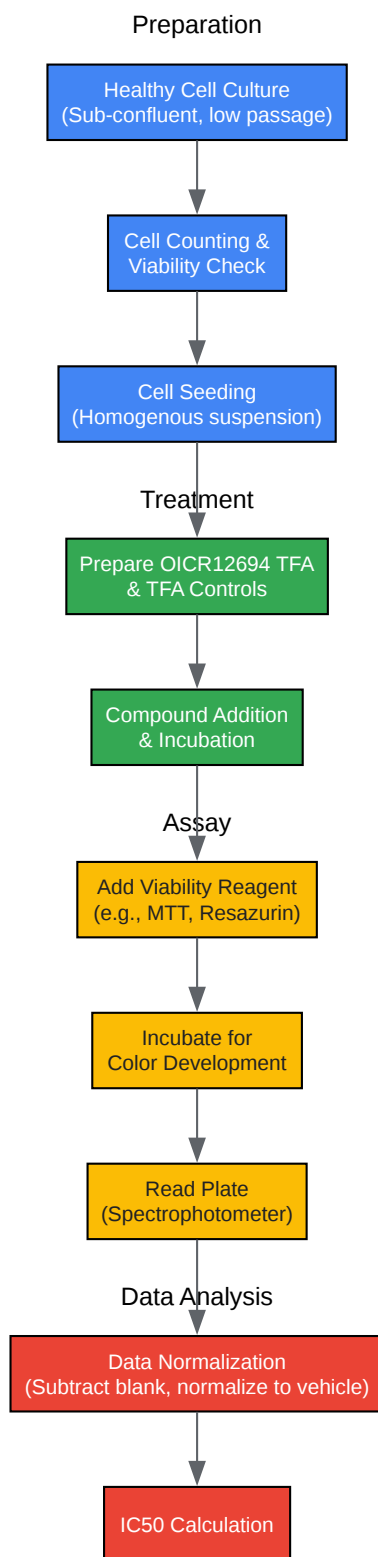 Preparation
Healthy Cell Culture
(Sub-confluent, low passage)
Cell Counting &
Viability Check
Cell Seeding
(Homogenous suspension)
Treatment
Prepare OICR12694 TFA
& TFA Controls
Compound Addition
& Incubation
Assay
Add Viability Reagent
(e.g., MTT, Resazurin)
Incubate for
Color Development
Read Plate
(Spectrophotometer)
Data Analysis
Data Normalization
(Subtract blank, normalize to vehicle)
IC50 Calculation